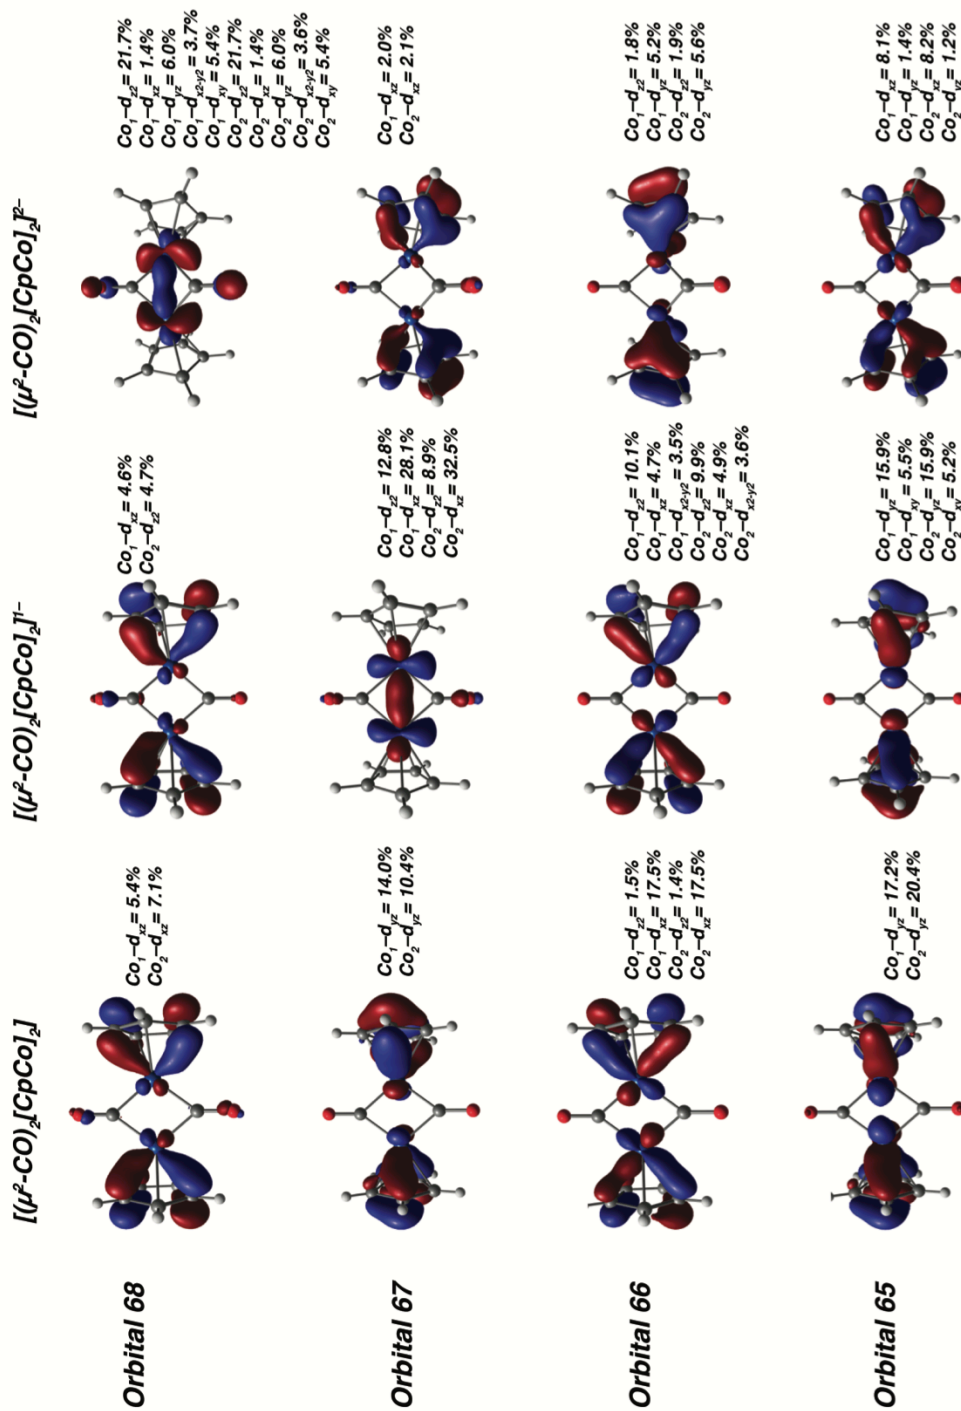 [(μ²-CO)₂[CpCo]₂]
[(μ²-CO)₂[CpCo]₂]¹⁻
[(μ²-CO)₂[CpCo]₂]²⁻
Orbital 68
Co₁–d_xz = 5.4%
Co₂–d_xz = 7.1%
Co₁–d_xz = 4.6%
Co₂–d_z2 = 4.7%
Co₁–d_z2 = 21.7%
Co₁–d_xz = 1.4%
Co₁–d_yz = 6.0%
Co₁–d_x2-y2 = 3.7%
Co₁–d_xy = 5.4%
Co₂–d_z2 = 21.7%
Co₂–d_xz = 1.4%
Co₂–d_yz = 6.0%
Co₂–d_x2-y2 = 3.6%
Co₂–d_xy = 5.4%
Orbital 67
Co₁–d_yz = 14.0%
Co₂–d_yz = 10.4%
Co₁–d_z2 = 12.8%
Co₁–d_xz = 28.1%
Co₂–d_z2 = 8.9%
Co₂–d_xz = 32.5%
Co₁–d_xz = 2.0%
Co₂–d_xz = 2.1%
Orbital 66
Co₁–d_z2 = 1.5%
Co₁–d_xz = 17.5%
Co₂–d_z2 = 1.4%
Co₂–d_xz = 17.5%
Co₁–d_z2 = 10.1%
Co₁–d_xz = 4.7%
Co₁–d_x2-y2 = 3.5%
Co₂–d_z2 = 9.9%
Co₂–d_xz = 4.9%
Co₂–d_x2-y2 = 3.6%
Co₁–d_z2 = 1.8%
Co₁–d_yz = 5.2%
Co₂–d_z2 = 1.9%
Co₂–d_yz = 5.6%
Orbital 65
Co₁–d_yz = 17.2%
Co₂–d_yz = 20.4%
Co₁–d_yz = 15.9%
Co₁–d_xy = 5.5%
Co₂–d_yz = 15.9%
Co₂–d_xy = 5.2%
Co₁–d_xz = 8.1%
Co₁–d_yz = 1.4%
Co₂–d_xz = 8.2%
Co₂–d_yz = 1.2%